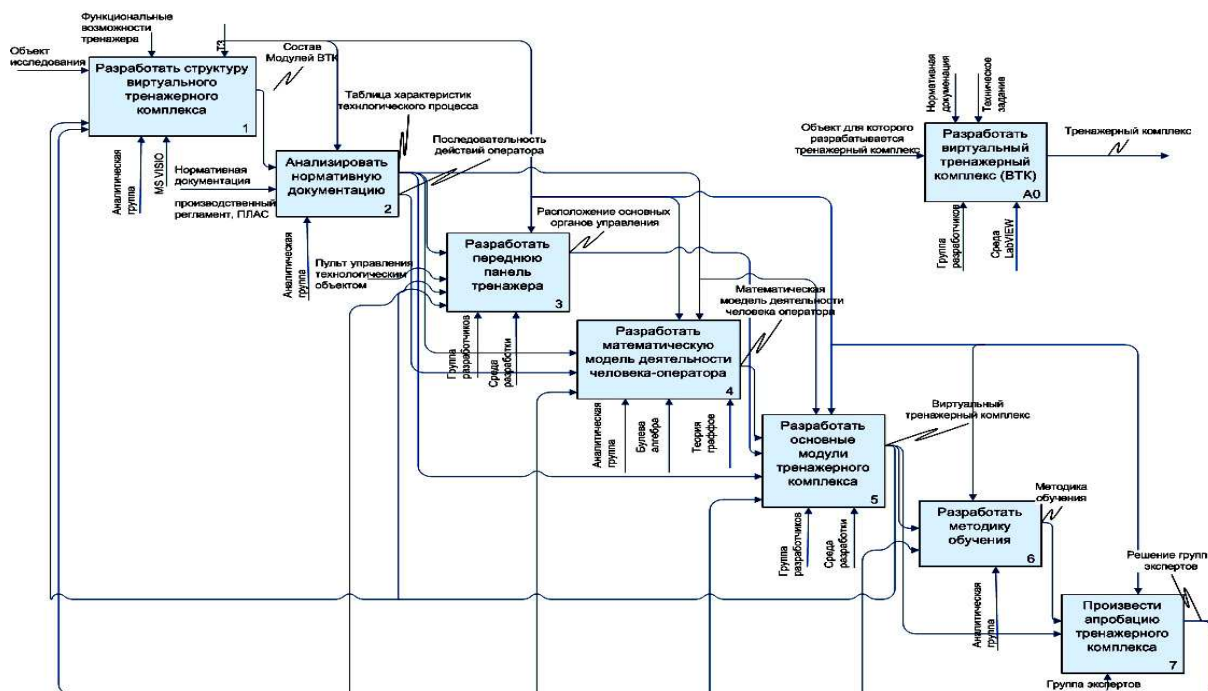 Функциональные
возможности
тренажера
ТЗ
Объект
исследования
Разработать структуру
виртуального
тренажерного
комплекса
1
Состав
Модулей ВТК
Аналитическая
группа
MS VISIO
Таблица характеристик
технлогического процесса
Последовательность
действий оператора
Анализировать
нормативную
документацию
2
Нормативная
документация
производственный
регламент, ПЛАС
Аналитическая
группа
Расположение основных
органов управления
Разработать
переднюю
панель
тренажера
3
Пульт управления
технологическим
объектом
Группа
разработчиков
Среда
разработки
Математическая
моедель деятельности
человека оператора
Разработать
математическую
модель деятельности
человека-оператора
4
Аналитическая
группа
Булева
алгебра
Теория
граффов
Виртуальный
тренажерный комплекс
Разработать
основные
модули
тренажерного
комплекса
5
Группа
разработчиков
Среда
разработки
Методика
обучения
Разработать
методику
обучения
6
Аналитическая
группа
Решение групп
экспертов
Произвести
апробацию
тренажерного
комплекса
7
Группа экспертов
Нормативная
документация
Техническое
задание
Объект для которого
разрабатывается
тренажерный комплекс
Разработать
виртуальный
тренажерный
комплекс (ВТК)
A0
Тренажерный комплекс
Группа
разработчиков
Среда
LabVIEW